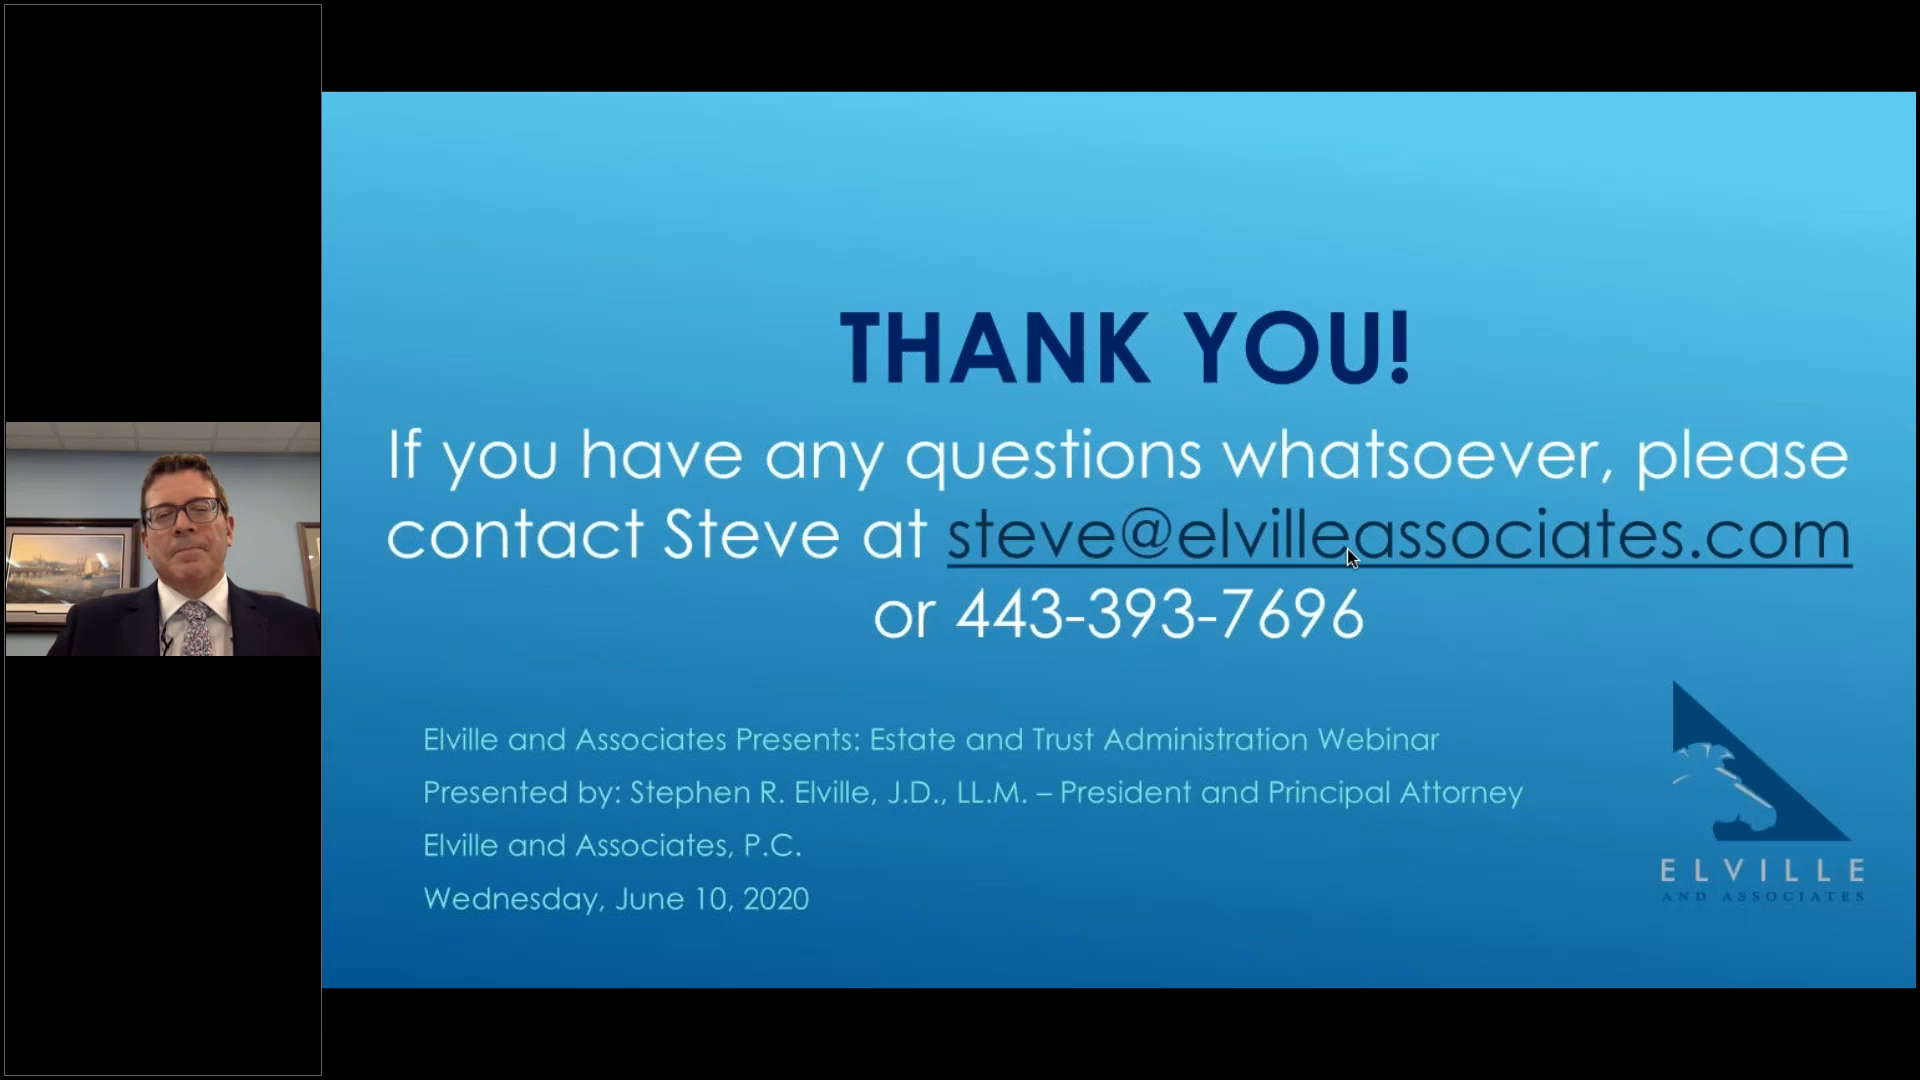 THANK YOU!
If you have any questions whatsoever, please
contact Steve at steve@elvilleassociates.com
or 443-393-7696
Elville and Associates Presents: Estate and Trust Administration Webinar
Presented by: Stephen R. Elville, J.D., LL.M. – President and Principal Attorney
Elville and Associates, P.C.
Wednesday, June 10, 2020
ELVILLE
AND ASSOCIATES